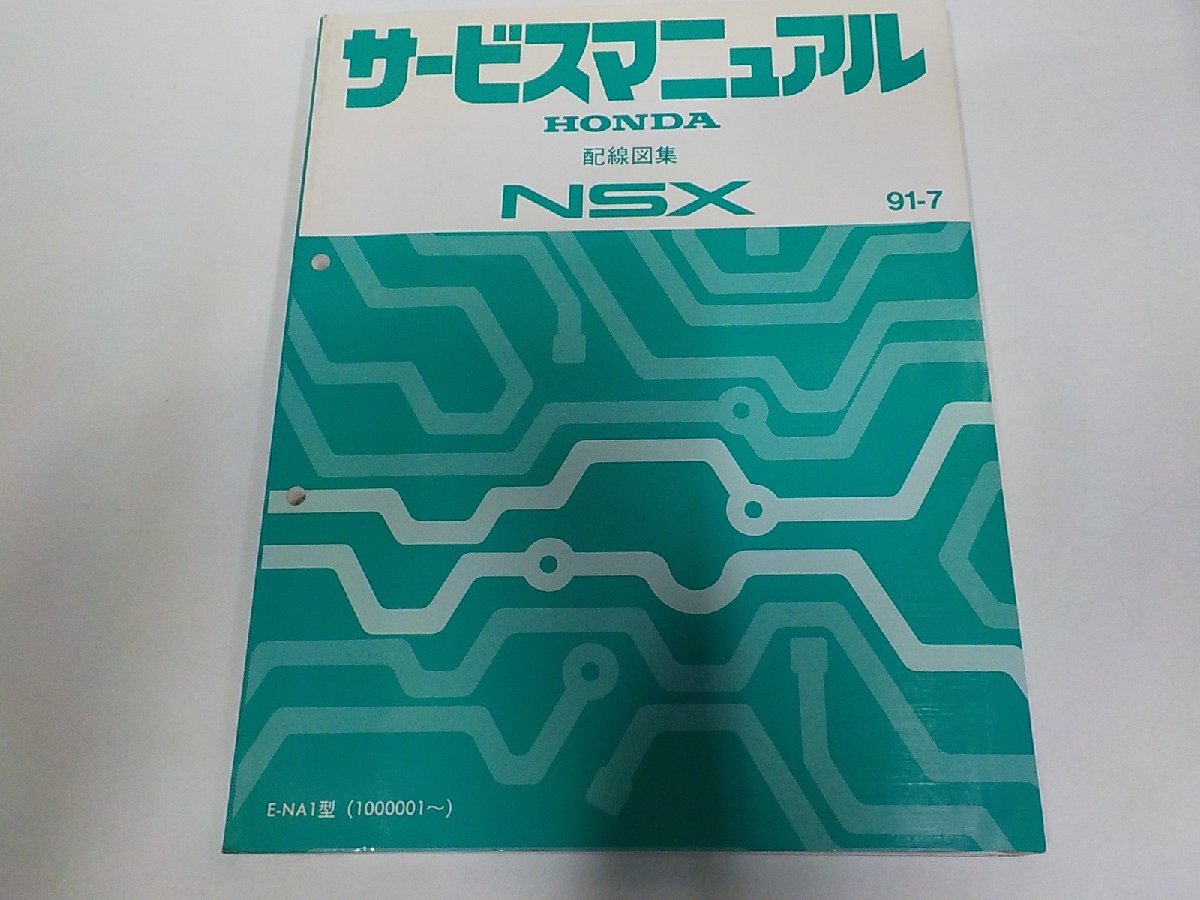 サービスマニュアル
HONDA
配線図集
NSX 91-7
E-NA1型 (1000001～)